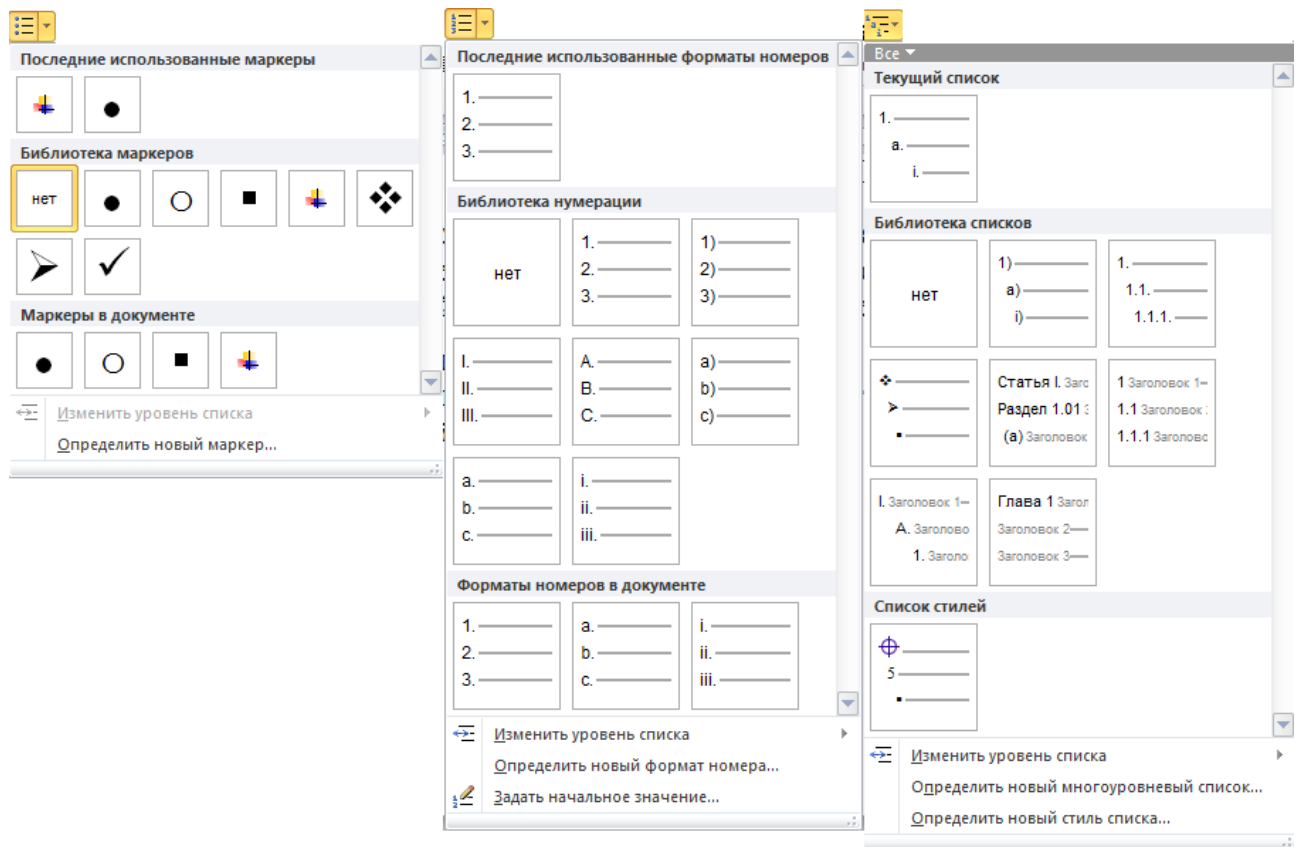 Последние использованные маркеры
Библиотека маркеров
нет
Маркеры в документе
Изменить уровень списка
Определить новый маркер...
Последние использованные форматы номеров
1.
2.
3.
Библиотека нумерации
нет
1.
2.
3.
1)
2)
3)
I.
II.
III.
A.
B.
C.
a)
b)
c)
a.
b.
c.
i.
ii.
iii.
Форматы номеров в документе
1.
2.
3.
a.
b.
c.
i.
ii.
iii.
Изменить уровень списка
Определить новый формат номера...
Задать начальное значение...
Все
Текущий список
1.
a.
i.
Библиотека списков
нет
1)
a)
i)
1.
1.1.
1.1.1.
Статья I. Загс
Раздел 1.01 З
(a) Заголовок
1 Заголовок 1
1.1 Заголовок
1.1.1 Заголовс
I. Заголовок 1
A. Заголово
1. Заголо
Глава 1 Загол
Заголовок 2
Заголовок 3
Список стилей
5
Изменить уровень списка
Определить новый многоуровневый список...
Определить новый стиль списка...